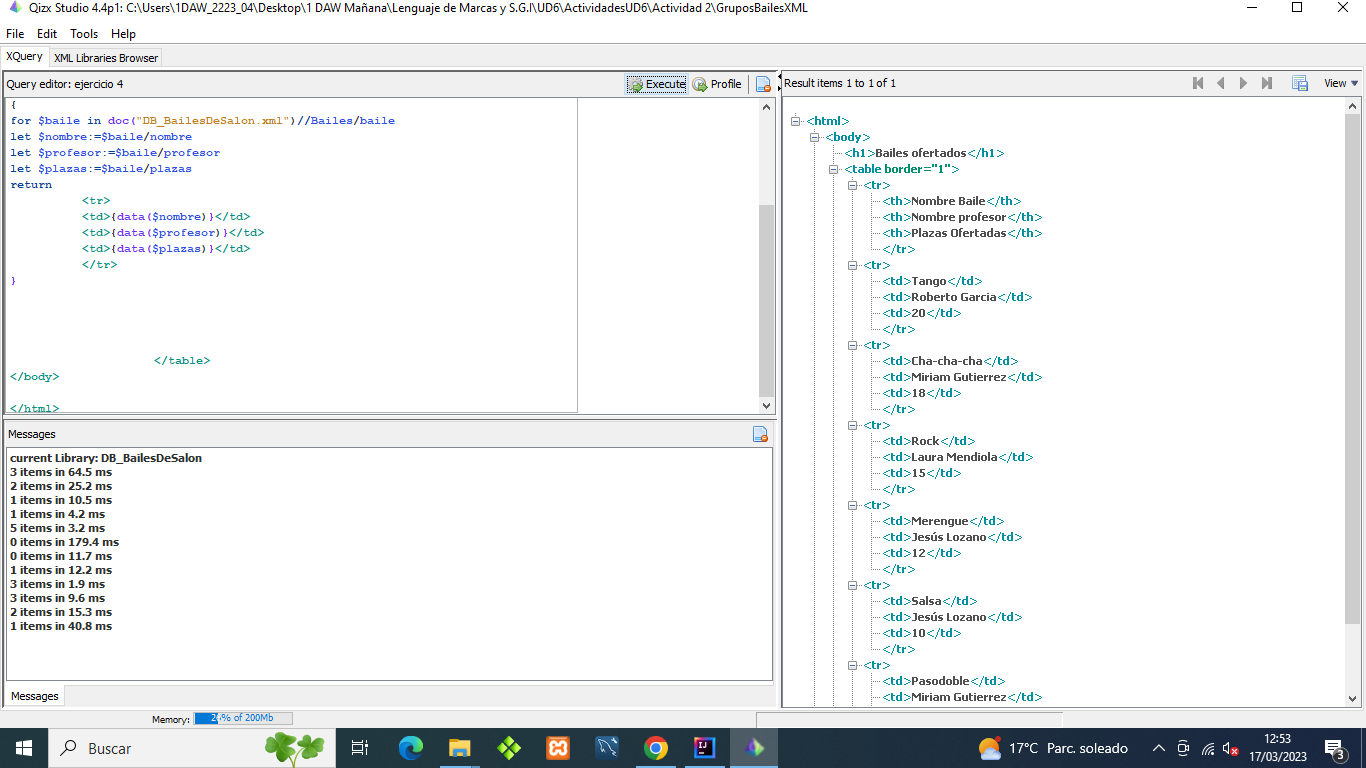 Qizx Studio 4.4p1: C:\Users\1DAW_2223_04\Desktop\1 DAW Mañana\Lenguaje de Marcas y S.G.I\UD6\ActividadesUD6\Actividad 2\GruposBailesXML
File Edit Tools Help
XQuery XML Libraries Browser
Query editor: ejercicio 4 Execute Profile
{
for $baile in doc("DB_BailesDeSalon.xml")//Bailes/baile
let $nombre:=$baile/nombre
let $profesor:=$baile/profesor
let $plazas:=$baile/plazas
return
<tr>
<td>{data($nombre)}</td>
<td>{data($profesor)}</td>
<td>{data($plazas)}</td>
</tr>
}
</table>
</body>
</html>
Messages
current Library: DB_BailesDeSalon
3 items in 64.5 ms
2 items in 25.2 ms
1 items in 10.5 ms
1 items in 4.2 ms
5 items in 3.2 ms
0 items in 179.4 ms
0 items in 11.7 ms
1 items in 12.2 ms
3 items in 1.9 ms
3 items in 9.6 ms
2 items in 15.3 ms
1 items in 40.8 ms
Messages
Memory: of 200Mb
Result items 1 to 1 of 1 View
<html>
<body>
<h1>Bailes ofertados</h1>
<table border="1">
<tr>
<th>Nombre Baile</th>
<th>Nombre profesor</th>
<th>Plazas Ofertadas</th>
</tr>
<tr>
<td>Tango</td>
<td>Roberto Garcia</td>
<td>20</td>
</tr>
<tr>
<td>Cha-cha-cha</td>
<td>Miriam Gutierrez</td>
<td>18</td>
</tr>
<tr>
<td>Rock</td>
<td>Laura Mendiola</td>
<td>15</td>
</tr>
<tr>
<td>Merengue</td>
<td>Jesús Lozano</td>
<td>12</td>
</tr>
<tr>
<td>Salsa</td>
<td>Jesús Lozano</td>
<td>10</td>
</tr>
<tr>
<td>Pasodoble</td>
<td>Miriam Gutierrez</td>
Buscar
17°C Parc. soleado
12:53
17/03/2023
3